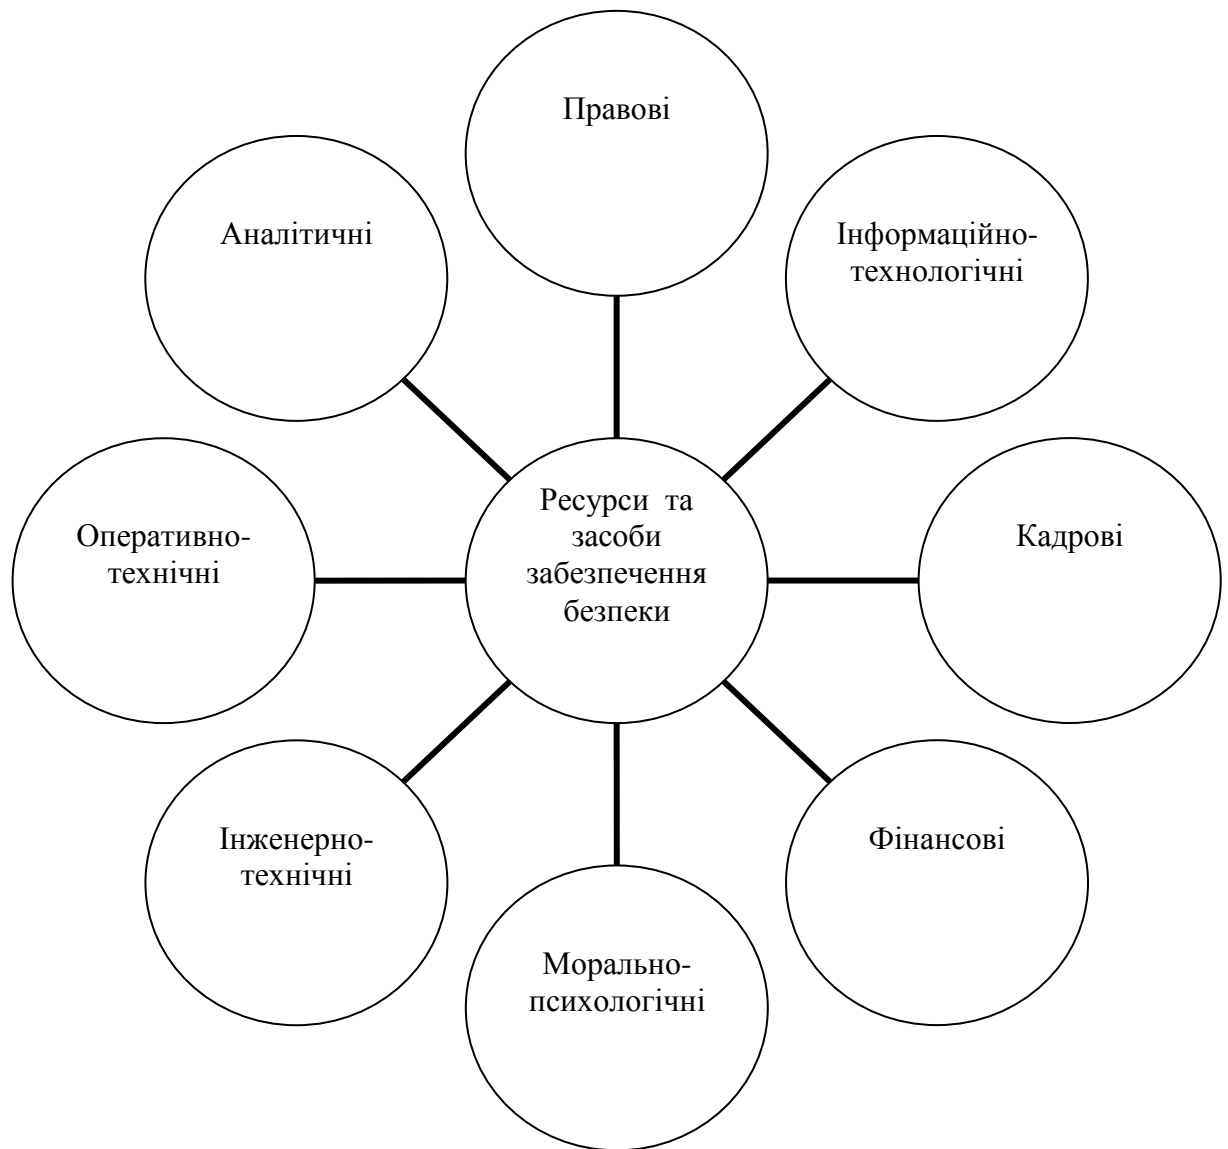 Правові
Аналітичні
Інформаційно-
технологічні
Ресурси та
засоби
забезпечення
безпеки
Оперативно-
технічні
Кадрові
Інженерно-
технічні
Фінансові
Морально-
психологічні